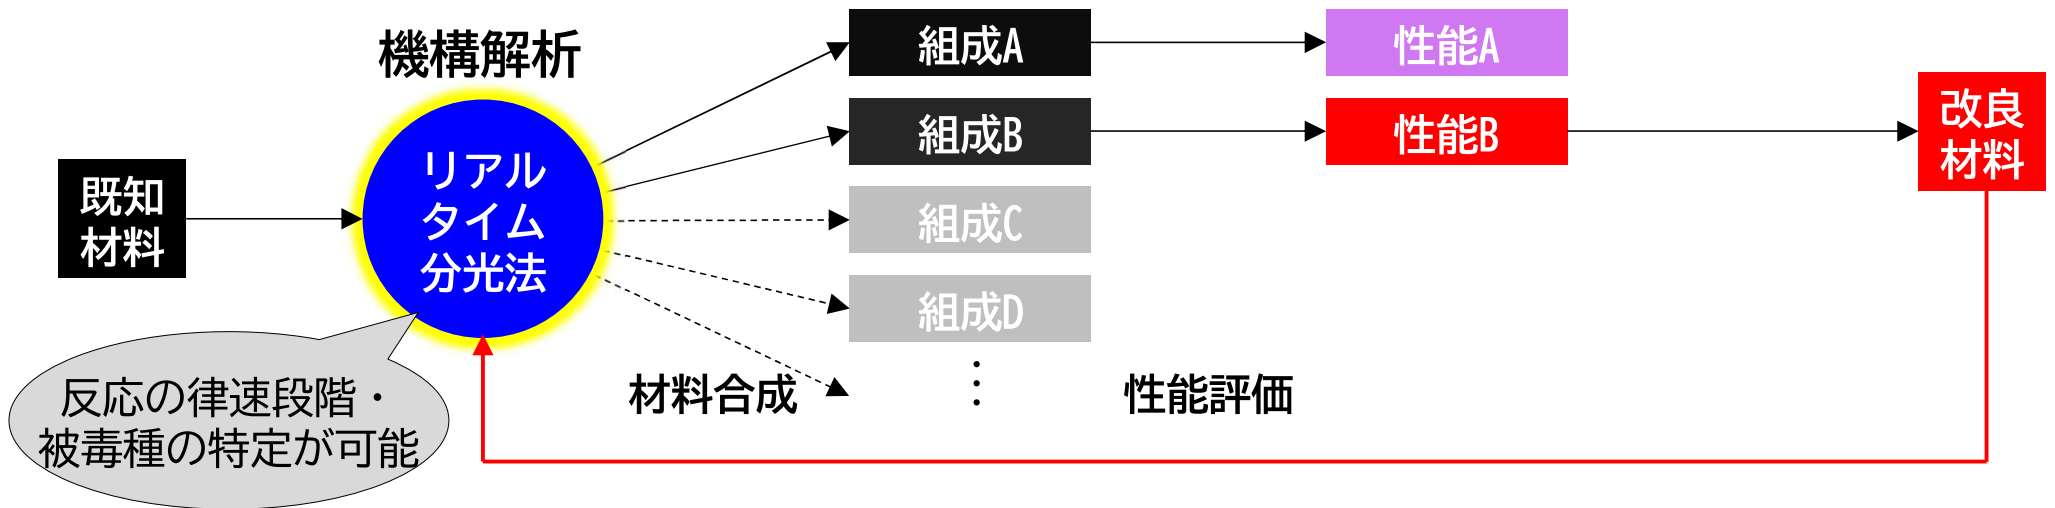 機構解析
既知
材料
リアル
タイム
分光法
反応の律速段階・
被毒種の特定が可能
組成A
組成B
組成C
組成D
⋮
材料合成
性能A
性能B
性能評価
改良
材料